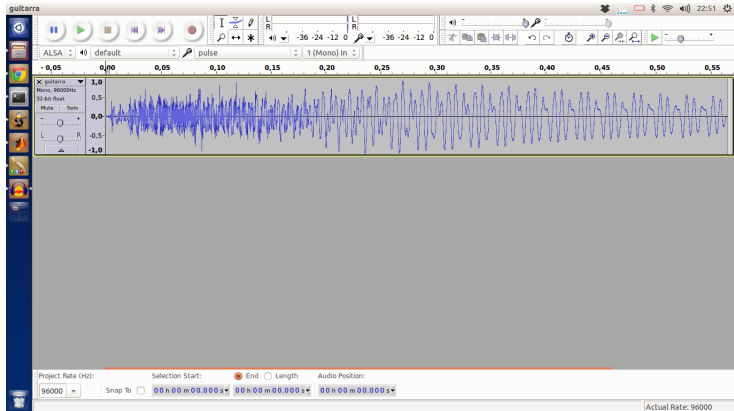 guitarra 22:51
L
R
L
R
-36 -24 -12 0 -36 -24 -12 0
ALSA default pulse 1 (Mono) In
- 0,05 0,00 0,05 0,10 0,15 0,20 0,25 0,30 0,35 0,40 0,45 0,50 0,55
X guitarra 1,0
Mono, 96000Hz
32-bit float 0,5-
Mute Solo
- + 0,0-
L R -0,5-
-1,0
Project Rate (Hz): Selection Start: End Length Audio Position:
96000 Snap To 00 h 00 m 00.000 s 00 h 00 m 00.000 s 00 h 00 m 00.000 s
Actual Rate: 96000